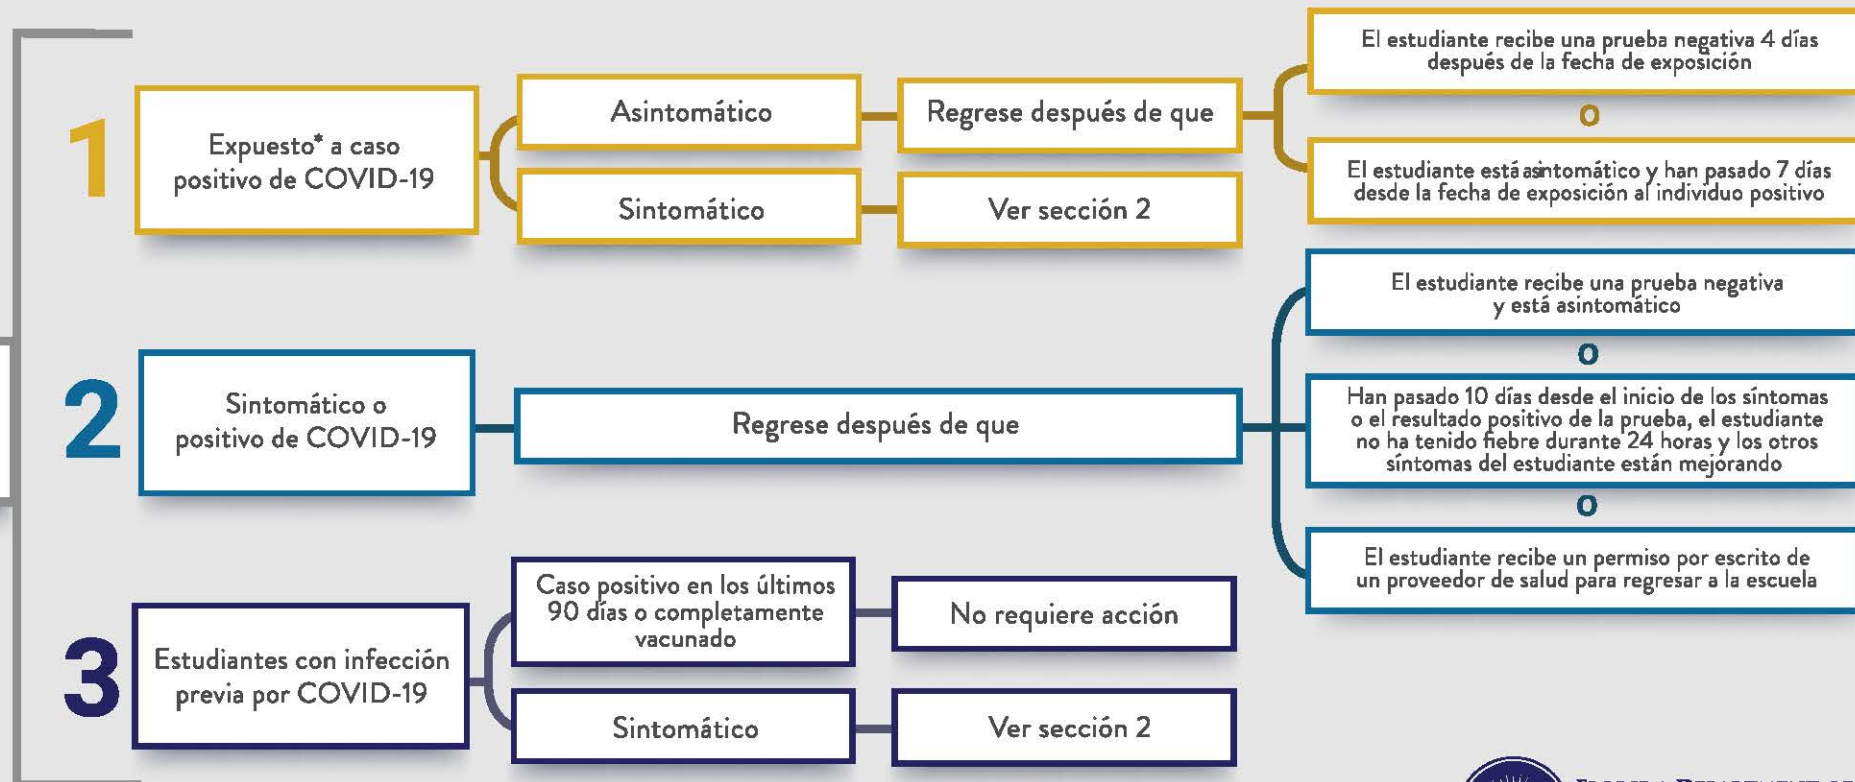 1
Expuesto* a caso
positivo de COVID-19
Asintomático
Regrese después de que
El estudiante recibe una prueba negativa 4 días
después de la fecha de exposición
o
El estudiante está asintomático y han pasado 7 días
desde la fecha de exposición al individuo positivo
Sintomático
Ver sección 2
2
Sintomático o
positivo de COVID-19
Regrese después de que
El estudiante recibe una prueba negativa
y está asintomático
o
Han pasado 10 días desde el inicio de los síntomas
o el resultado positivo de la prueba, el estudiante
no ha tenido fiebre durante 24 horas y los otros
síntomas del estudiante están mejorando
o
El estudiante recibe un permiso por escrito de
un proveedor de salud para regresar a la escuela
3
Estudiantes con infección
previa por COVID-19
Caso positivo en los últimos
90 días o completamente
vacunado
No requiere acción
Sintomático
Ver sección 2